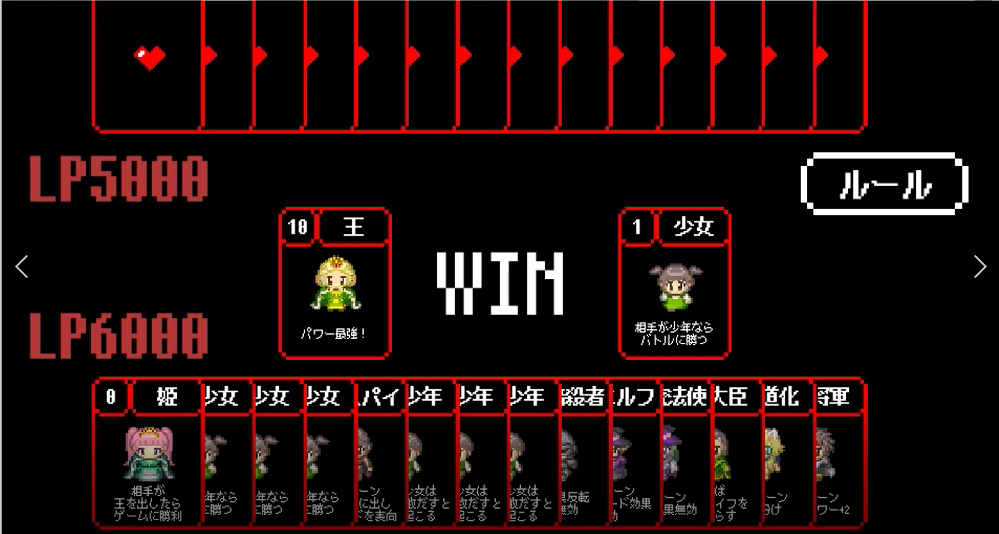 LP5000
ルール
10 王
1 少女
WIN
パワー最強！
相手が少年なら
バトルに勝つ
LP6000
0 姫 少女 少女 少女 パイ 少年 少年 少年 殺者 ルフ 法使 大臣 道化 将軍
相手が
王を出したら
ゲームに勝利
年なら
に勝つ
年なら
に勝つ
年なら
に勝つ
ーン
に出し
ドを表向
女は
敗だすと
起こる
女は
敗だすと
起こる
女は
敗だすと
起こる
果反転
無効
ーン
ード効果
ーン
果無効
ば
イフを
らす
ーン
分け
ーン
ワー+2